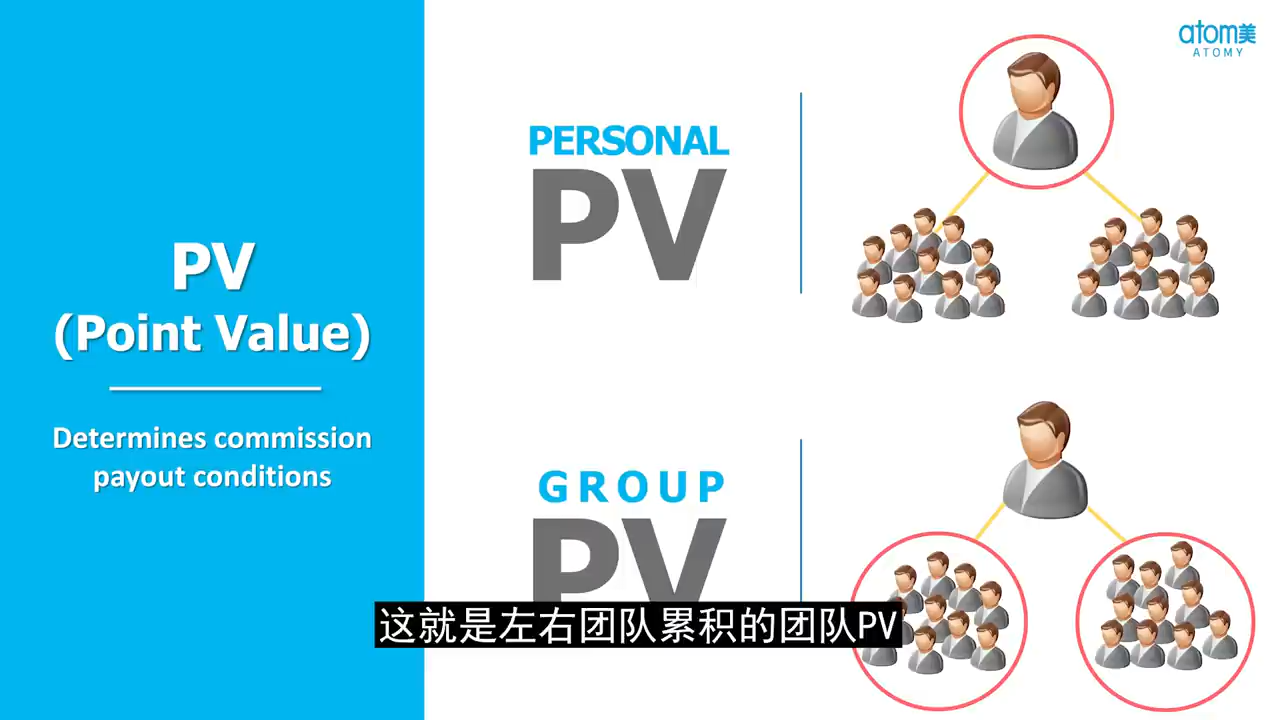 atom美
ATOMY
PV
(Point Value)
Determines commission
payout conditions
PERSONAL
PV
GROUP
PV
这就是左右团队累积的团队PV